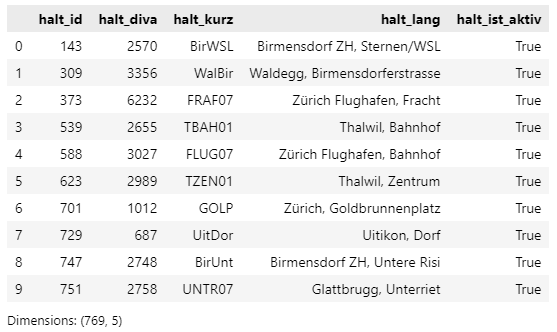 halt_id halt_diva halt_kurz halt_lang halt_ist_aktiv
0 143 2570 BirWSL Birmensdorf ZH, Sternen/WSL True
1 309 3356 WalBir Waldegg, Birmensdorferstrasse True
2 373 6232 FRAF07 Zürich Flughafen, Fracht True
3 539 2655 TBAH01 Thalwil, Bahnhof True
4 588 3027 FLUG07 Zürich Flughafen, Bahnhof True
5 623 2989 TZEN01 Thalwil, Zentrum True
6 701 1012 GOLP Zürich, Goldbrunnenplatz True
7 729 687 UitDor Uitikon, Dorf True
8 747 2748 BirUnt Birmensdorf ZH, Untere Risi True
9 751 2758 UNTR07 Glattbrugg, Unterriet True
Dimensions: (769, 5)